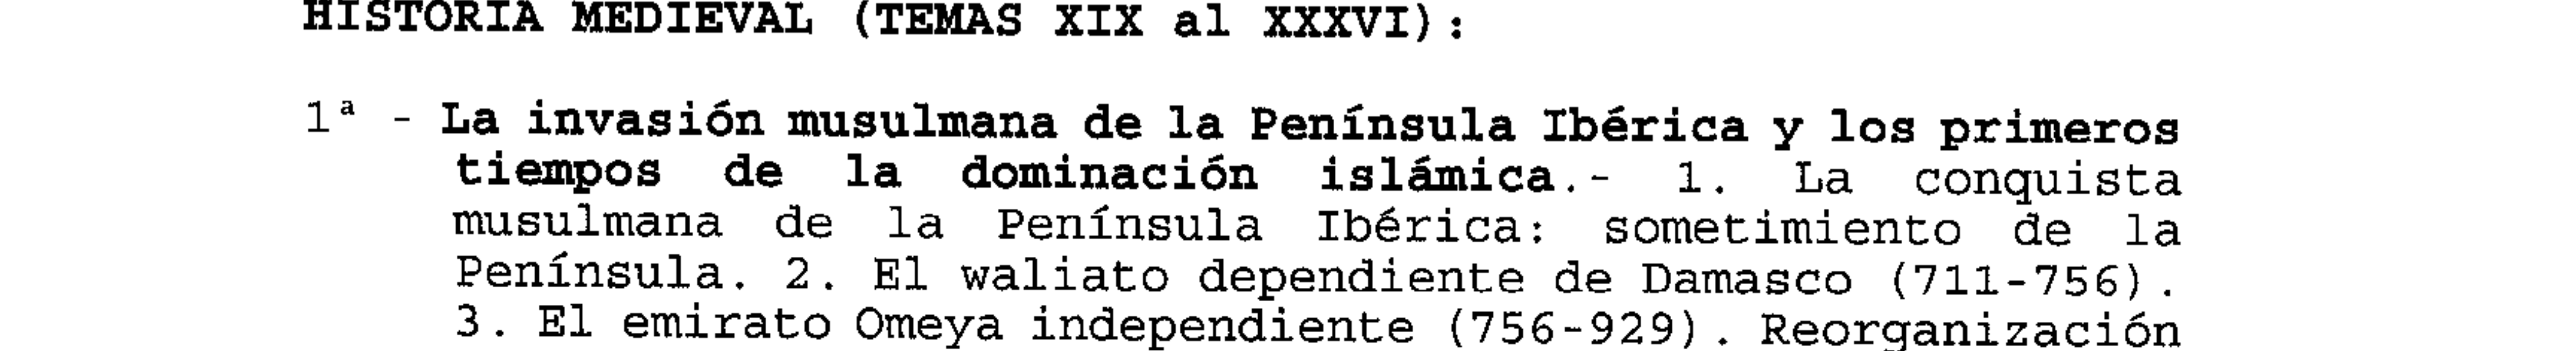 HISTORIA MEDIEVAL (TEMAS XIX al XXXVI):
1ª - La invasión musulmana de la Península Ibérica y los primeros
tiempos de la dominación islámica.- 1. La conquista
musulmana de la Península Ibérica: sometimiento de la
Península. 2. El waliato dependiente de Damasco (711-756).
3. El emirato Omeya independiente (756-929). Reorganización